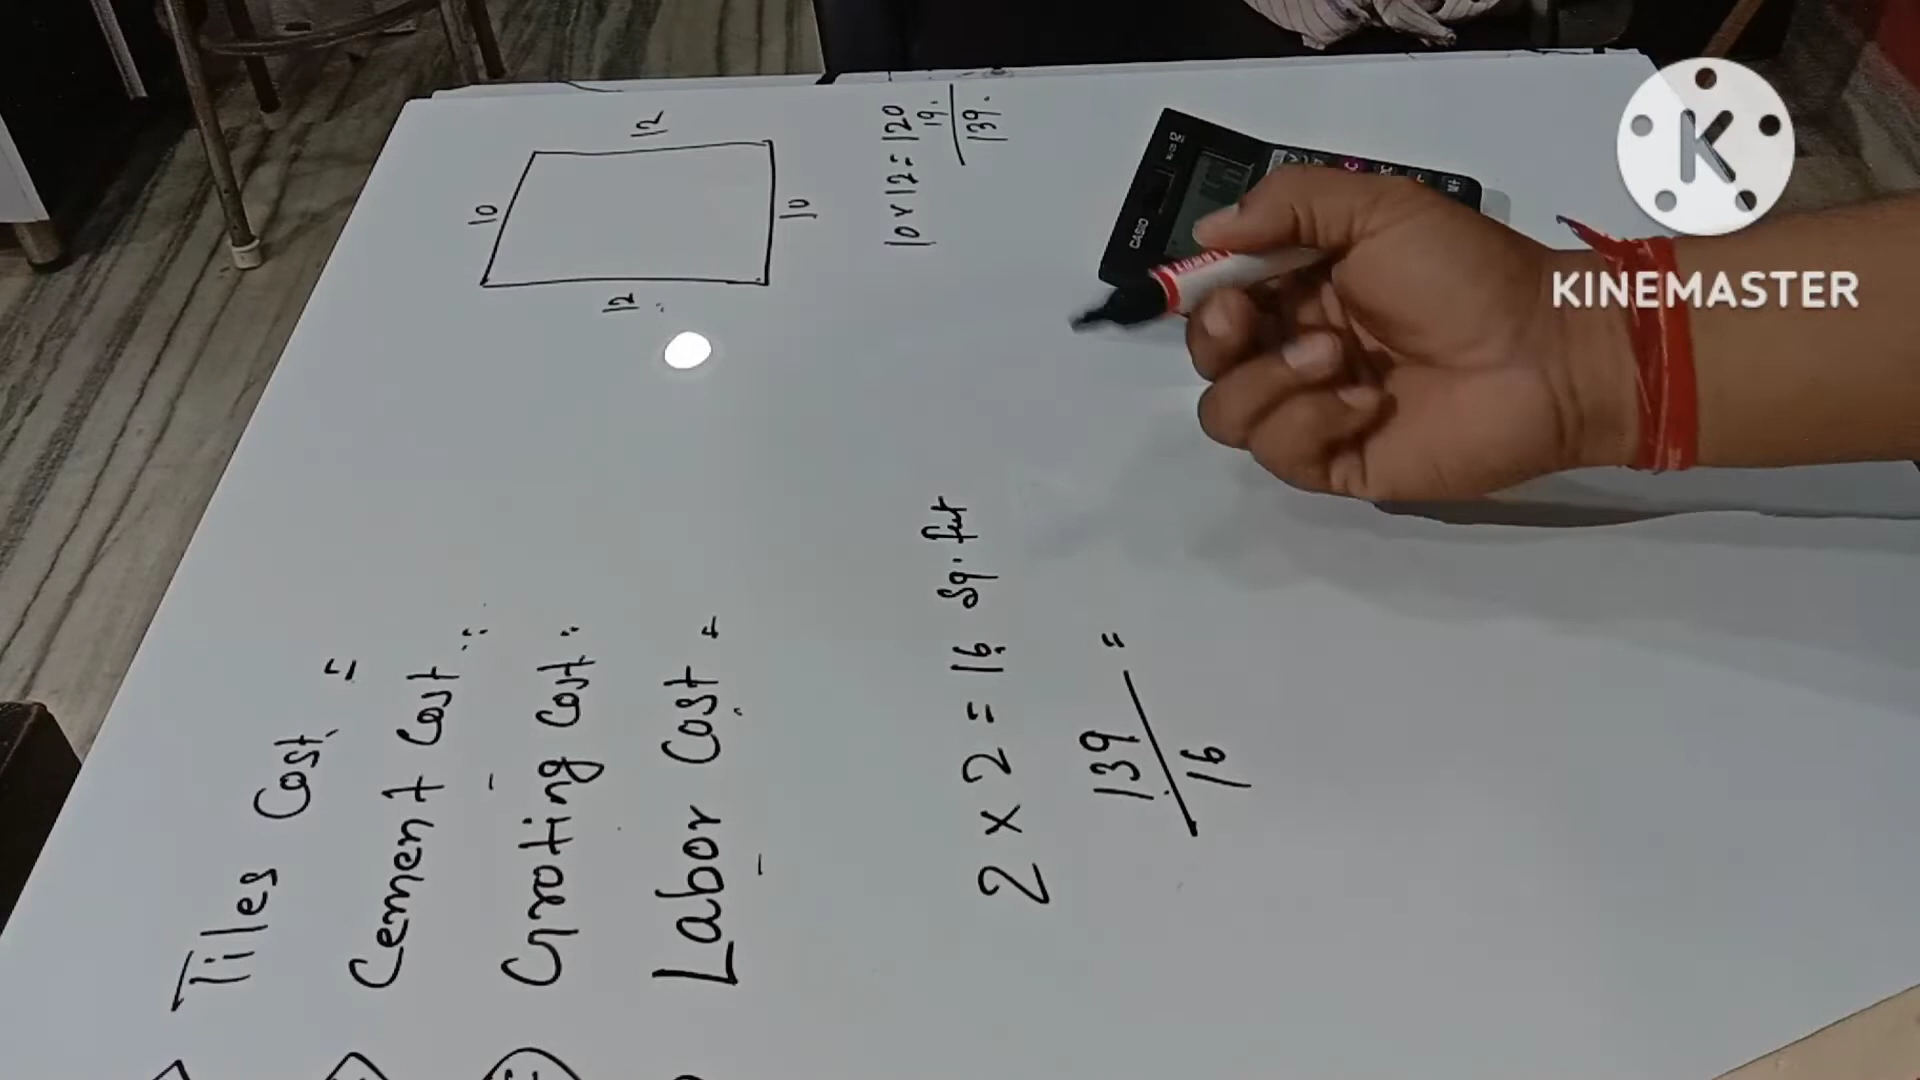 Tiles Cost =
Cement Cost
Groting Cost
Labor Cost =
12
10
10
12
10 x 12 = 120
19.
139.
2 x 2 = 16 Sq. fut
139
16
=
CASIO
K
KINEMASTER